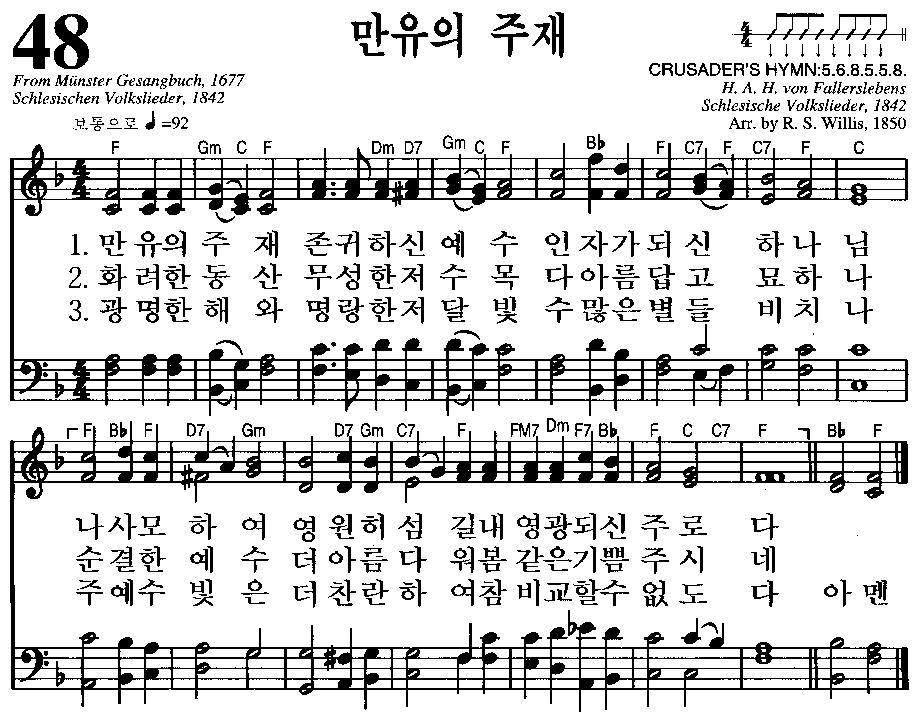 48
만유의 주재
From Münster Gesangbuch, 1677
Schlesischen Volkslieder, 1842
보통으로 ♩=92
CRUSADER'S HYMN:5.6.8.5.5.8.
H. A. H. von Fallerslebens
Schlesische Volkslieder, 1842
Arr. by R. S. Willis, 1850
F Gm C F Dm D7 Gm C F B♭ F C7 F C7 F C
4/4
1. 만유의 주 재 존귀하신 예 수 인자가되 신 하나님
2. 화려한 동 산 무성한저 수 목 다아름답 고 묘하나
3. 광명한 해 와 명랑한저 달 빛 수많은별 들 비치나
4/4
F B♭ F D7 Gm D7 Gm C7 F FM7 Dm F7 B♭ F C C7 F B♭ F
나사모 하 여 영원히 섬 길내 영광되신 주로 다
순결한 예 수 더아름 다 워봄 같은기쁨 주시 네
주예수 빛 은 더찬란 하 여참 비교할수 없도 다 아멘